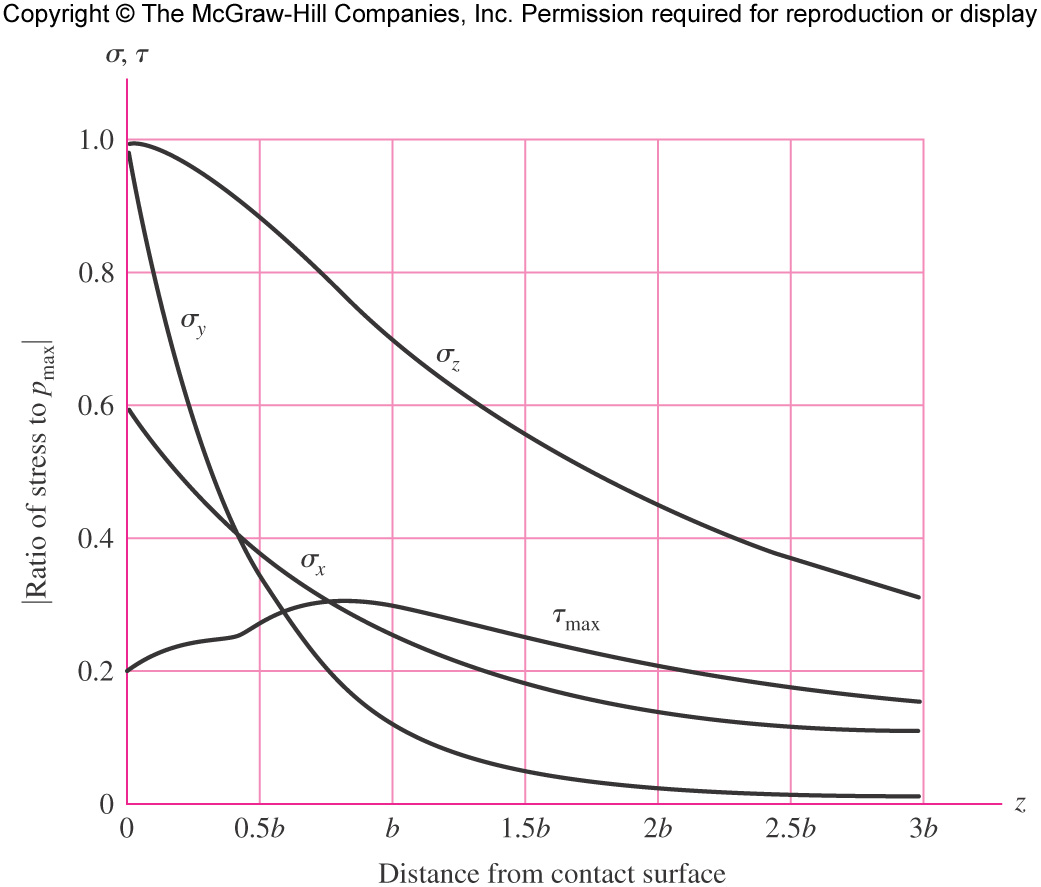 Copyright © The McGraw-Hill Companies, Inc. Permission required for reproduction or display
σ, τ
1.0
0.8
σy
σz
0.6
|Ratio of stress to pmax|
0.4
σx
τmax
0.2
0
z
0 0.5b b 1.5b 2b 2.5b 3b
Distance from contact surface